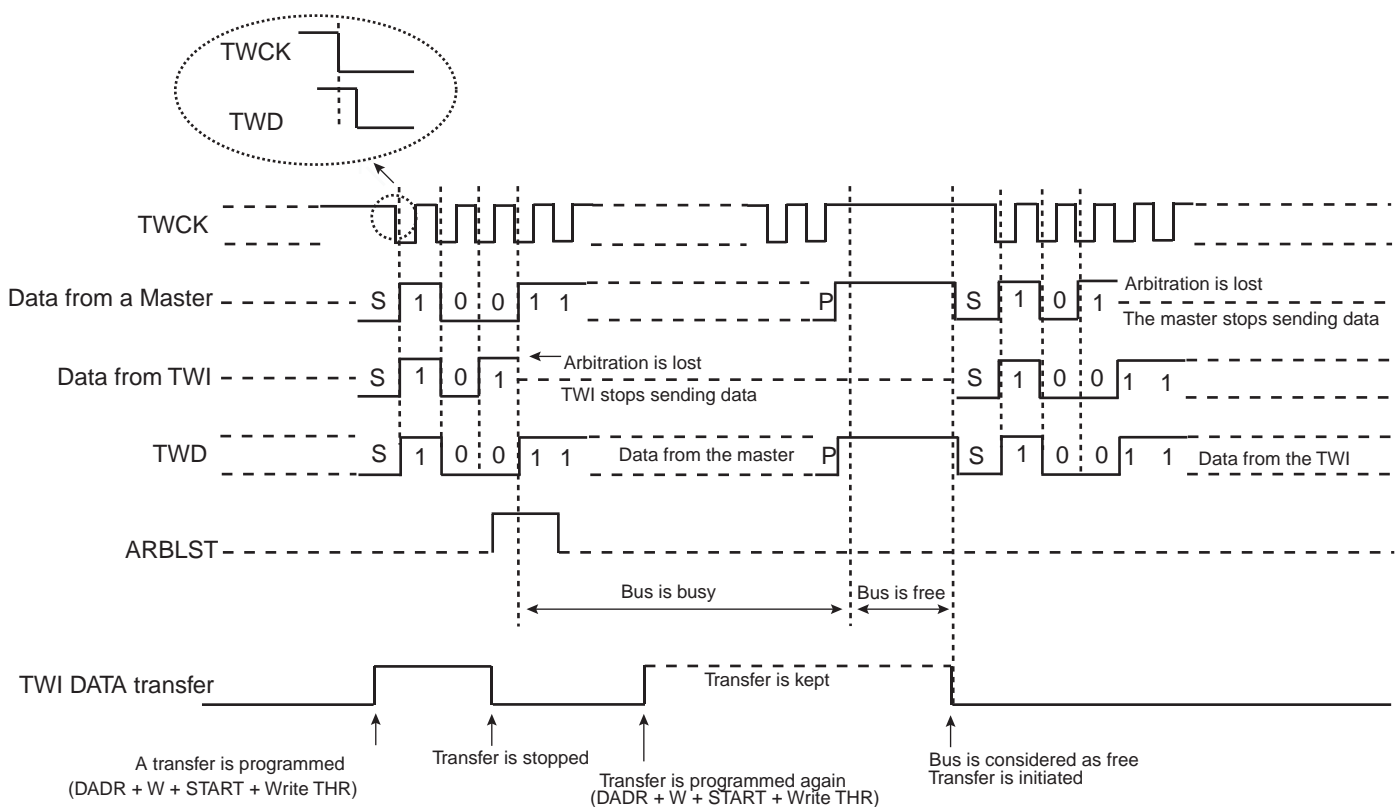 TWCK
TWD
TWCK
Data from a Master
S 1 0 0 1 1
P
S 1 0 1
Arbitration is lost
The master stops sending data
Data from TWI
S 1 0 1
Arbitration is lost
TWI stops sending data
S 1 0 0 1 1
TWD
S 1 0 0 1 1
Data from the master
P
S 1 0 0 1 1
Data from the TWI
ARBLST
Bus is busy
Bus is free
TWI DATA transfer
Transfer is kept
A transfer is programmed
(DADR + W + START + Write THR)
Transfer is stopped
Transfer is programmed again
(DADR + W + START + Write THR)
Bus is considered as free
Transfer is initiated